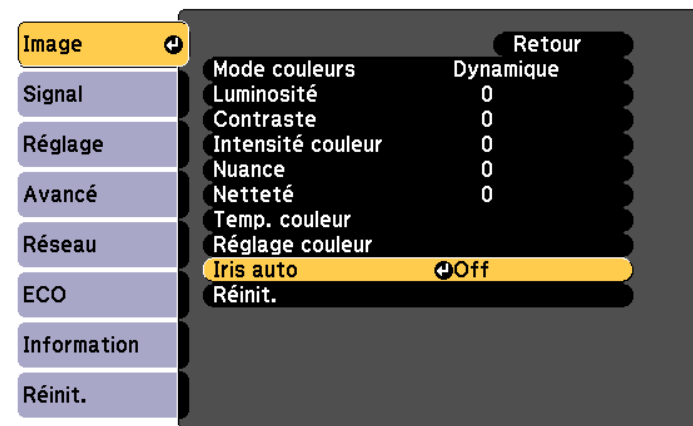 Image
Signal
Réglage
Avancé
Réseau
ECO
Information
Réinit.
Retour
Mode couleurs Dynamique
Luminosité 0
Contraste 0
Intensité couleur 0
Nuance 0
Netteté 0
Temp. couleur
Réglage couleur
Iris auto Off
Réinit.